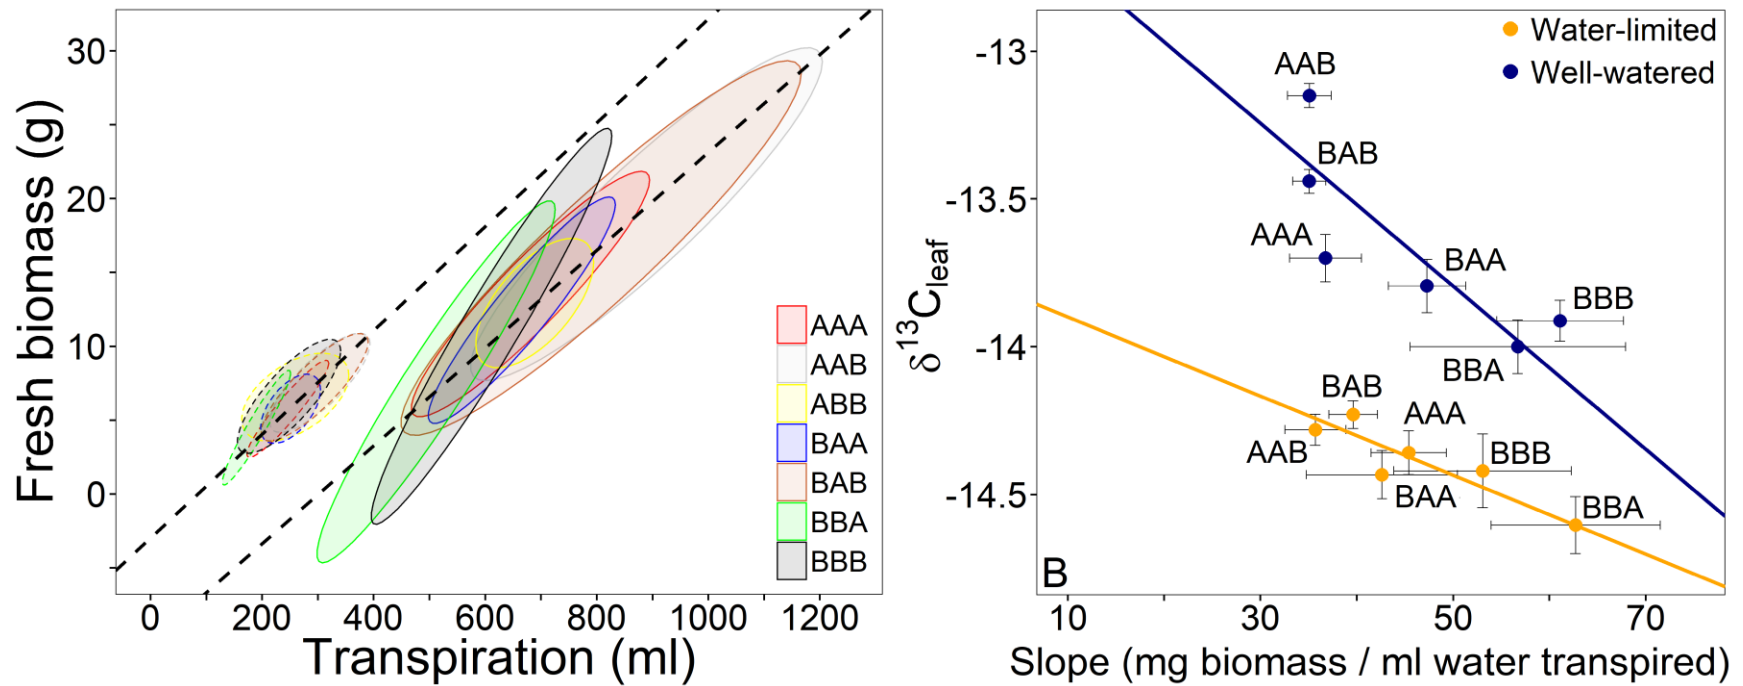 Fresh biomass (g)
30
20
10
0
0
200
400
600
800
1000
1200
Transpiration (ml)
AAA
AAB
ABB
BAA
BAB
BBA
BBB
δ13Cleaf
-13
-13.5
-14
-14.5
10
30
50
70
Slope (mg biomass / ml water transpired)
Water-limited
Well-watered
AAB
BAB
AAA
BAA
BBB
BBA
BAB
AAA
AAB
BBB
BAA
BBA
B